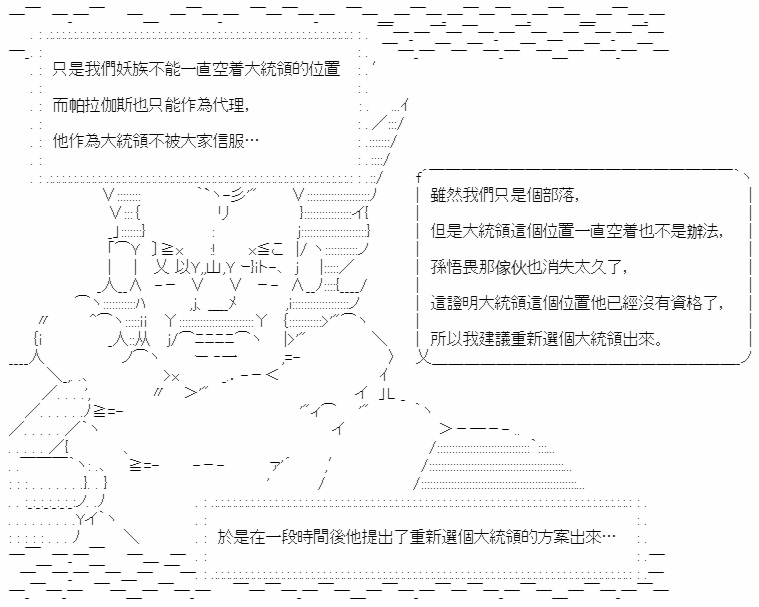 只是我們妖族不能一直空着大統領的位置
而帕拉伽斯也只能作為代理，
他作為大統領不被大家信服…
雖然我們只是個部落，
但是大統領這個位置一直空着也不是辦法，
孫悟畏那傢伙也消失太久了，
這證明大統領這個位置他已經沒有資格了，
所以我建議重新選個大統領出來。
於是在一段時間後他提出了重新選個大統領的方案出來…